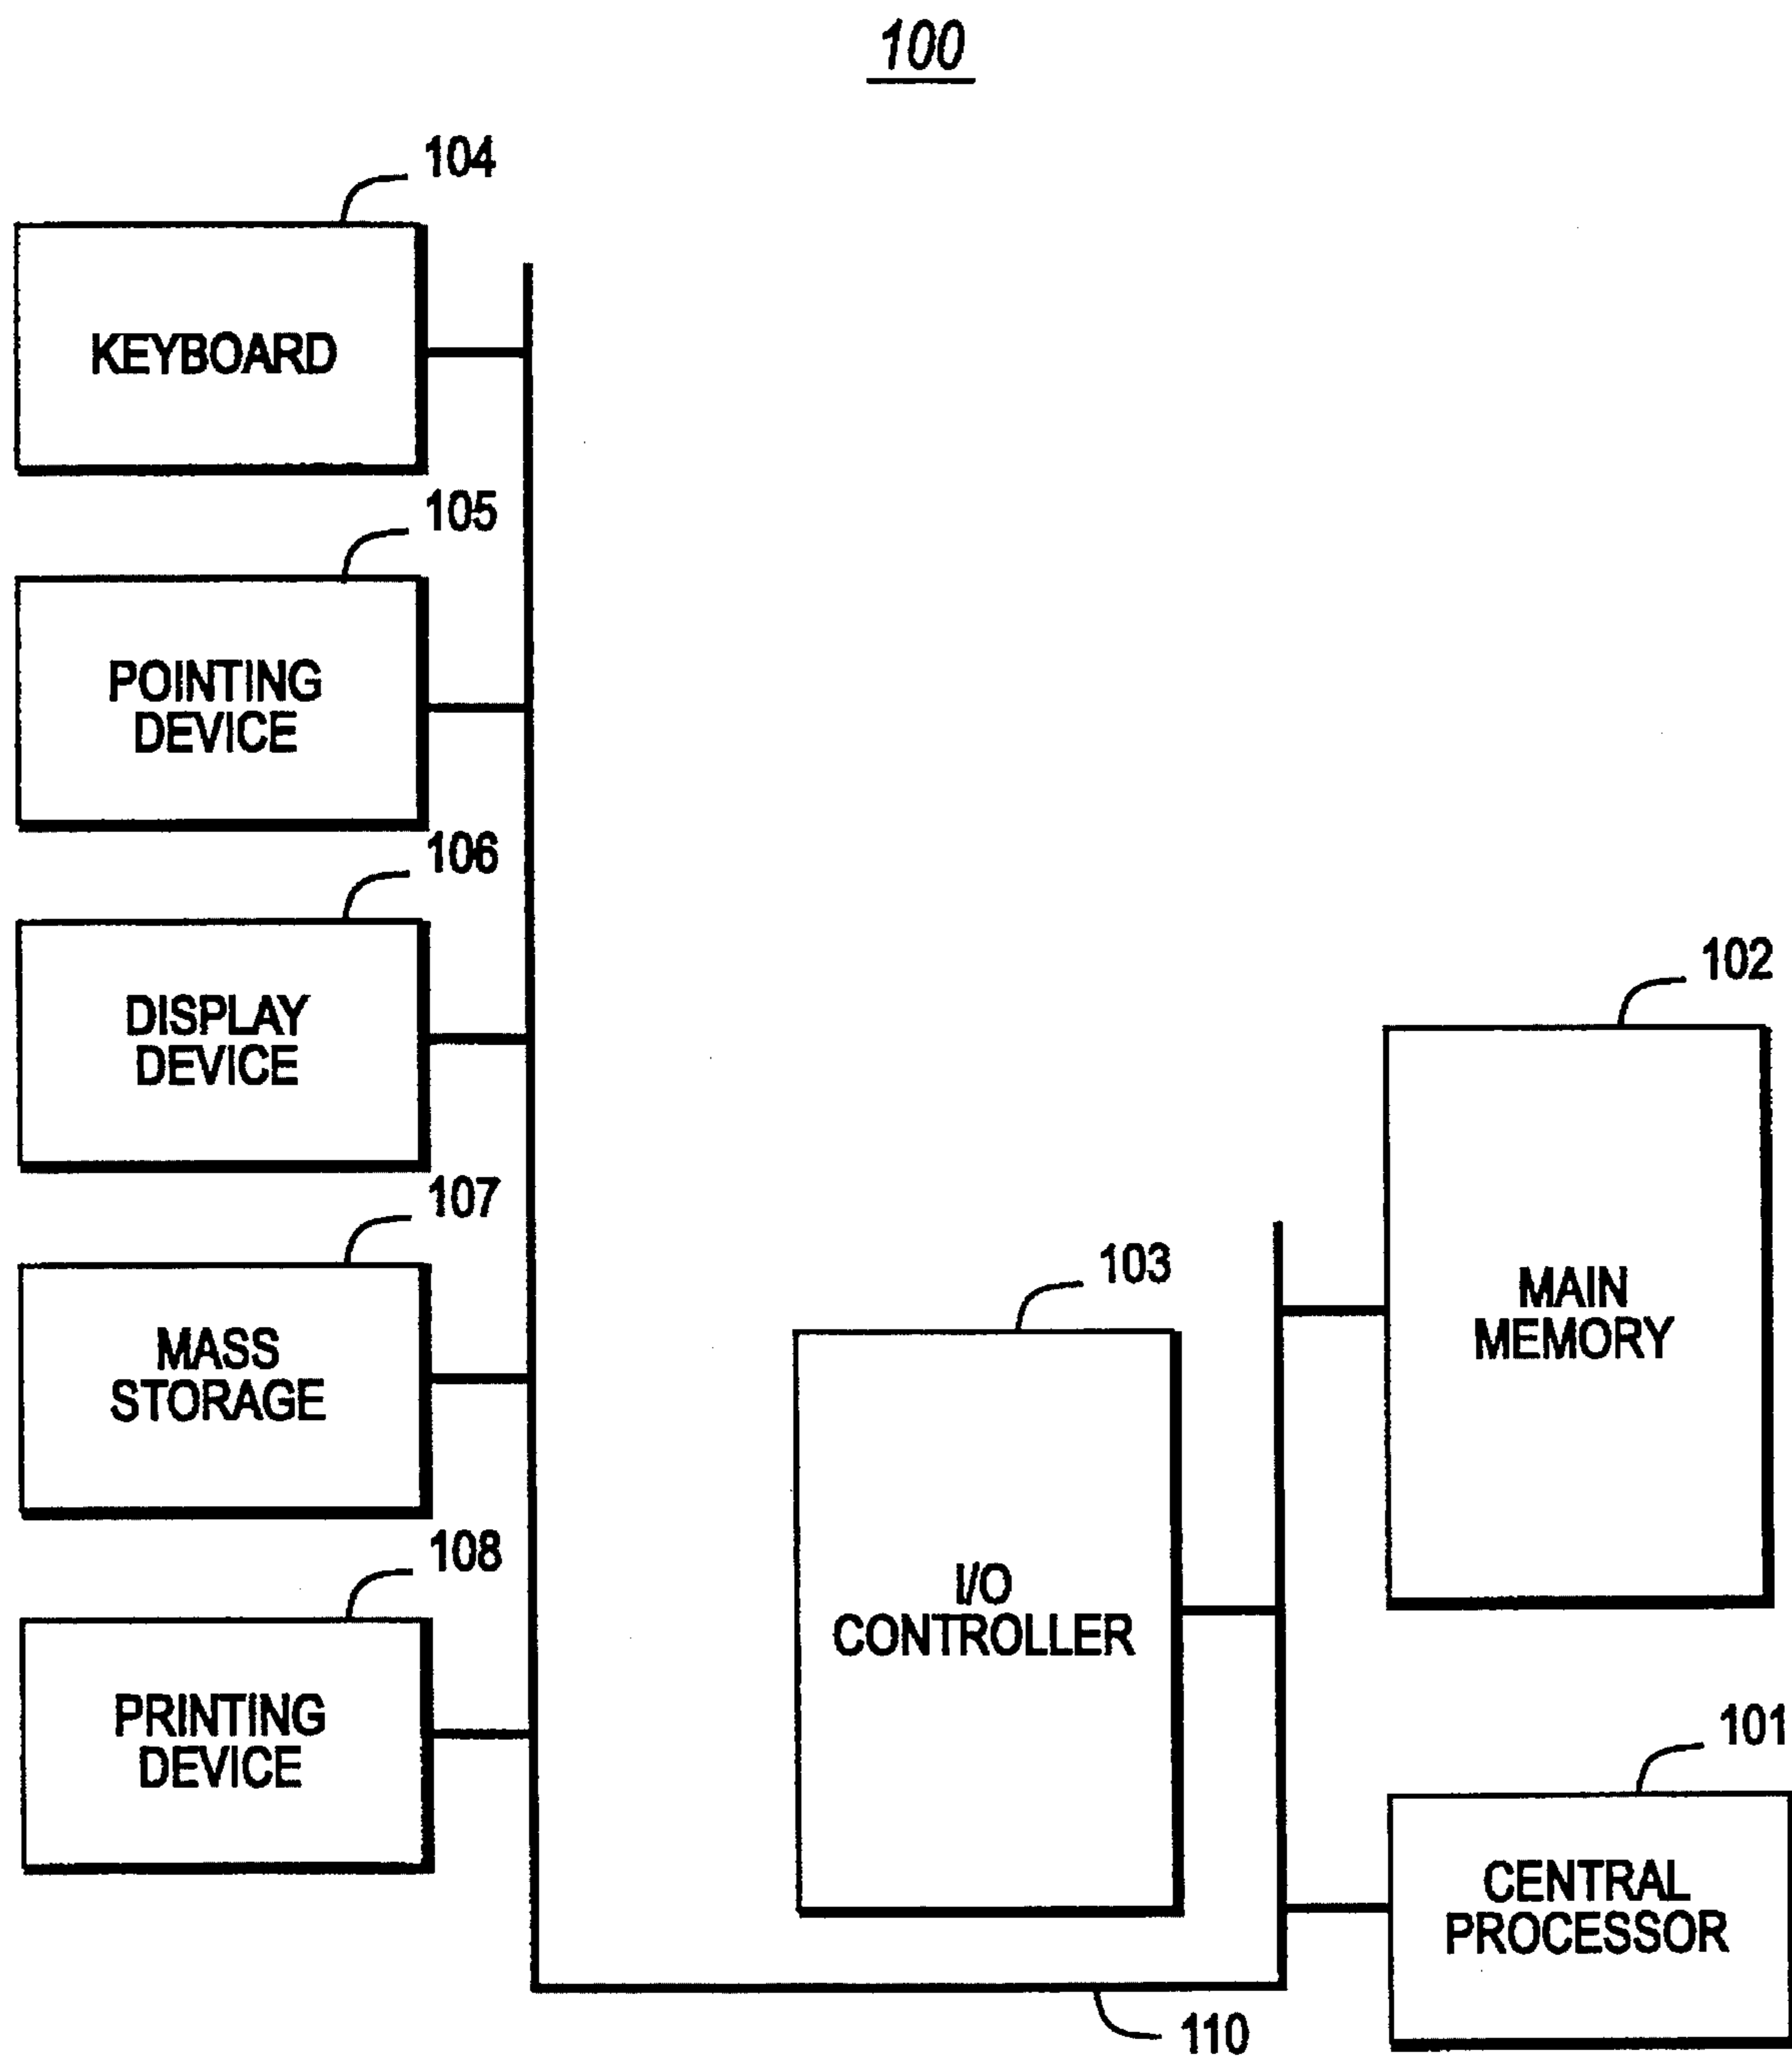 100
104
KEYBOARD
105
POINTING
DEVICE
106
DISPLAY
DEVICE
107
MASS
STORAGE
108
PRINTING
DEVICE
103
I/O
CONTROLLER
102
MAIN
MEMORY
101
CENTRAL
PROCESSOR
110